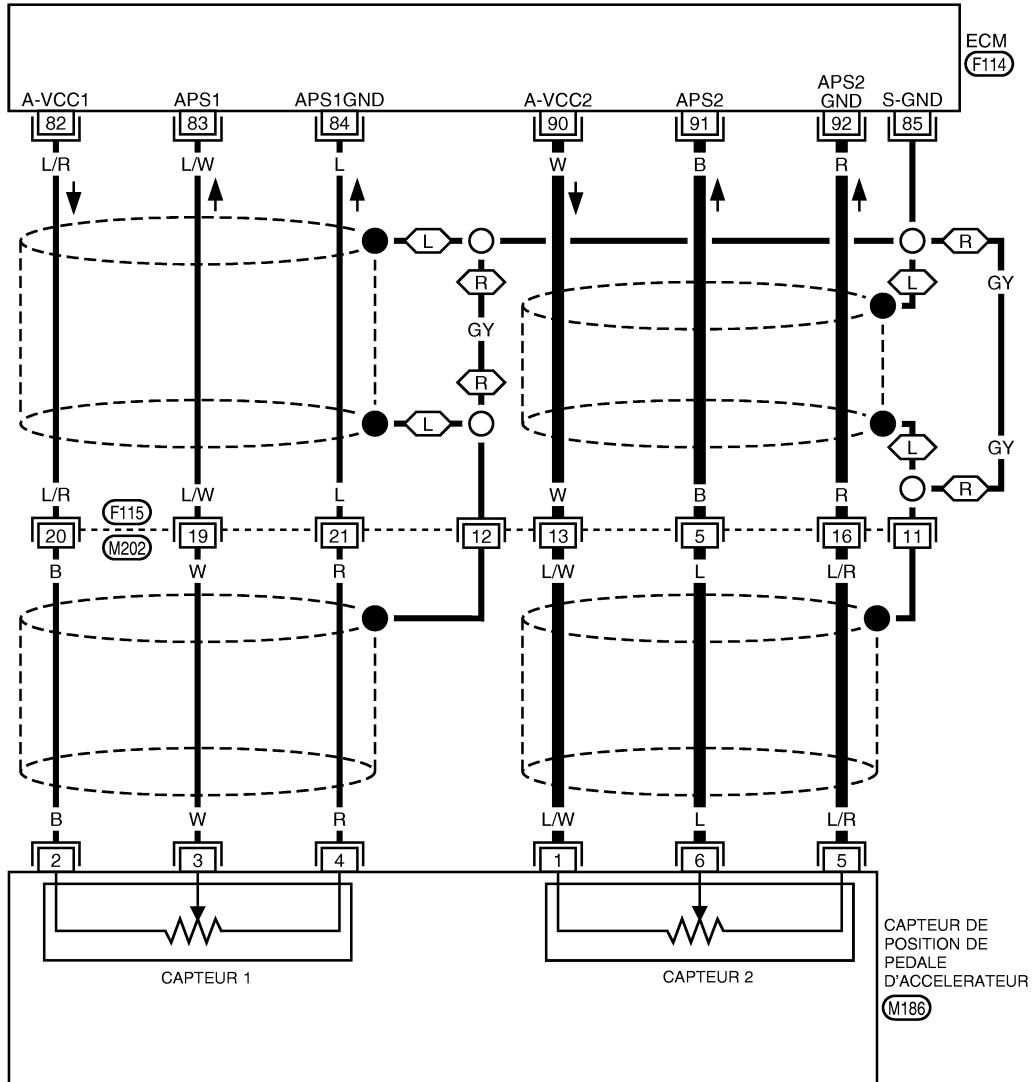 ECM
F114
A-VCC1 APS1 APS1GND A-VCC2 APS2 APS2 GND S-GND
82 83 84 90 91 92 85
L/R L/W L W B R
L R R
R L
GY GY
R
L L GY
R
L/R L/W L W B R
F115
20 19 21 12 13 5 16 11
M202
B W R L/W L L/R
B W R L/W L L/R
2 3 4 1 6 5
CAPTEUR 1 CAPTEUR 2
CAPTEUR DE
POSITION DE
PEDALE
D'ACCELERATEUR
M186